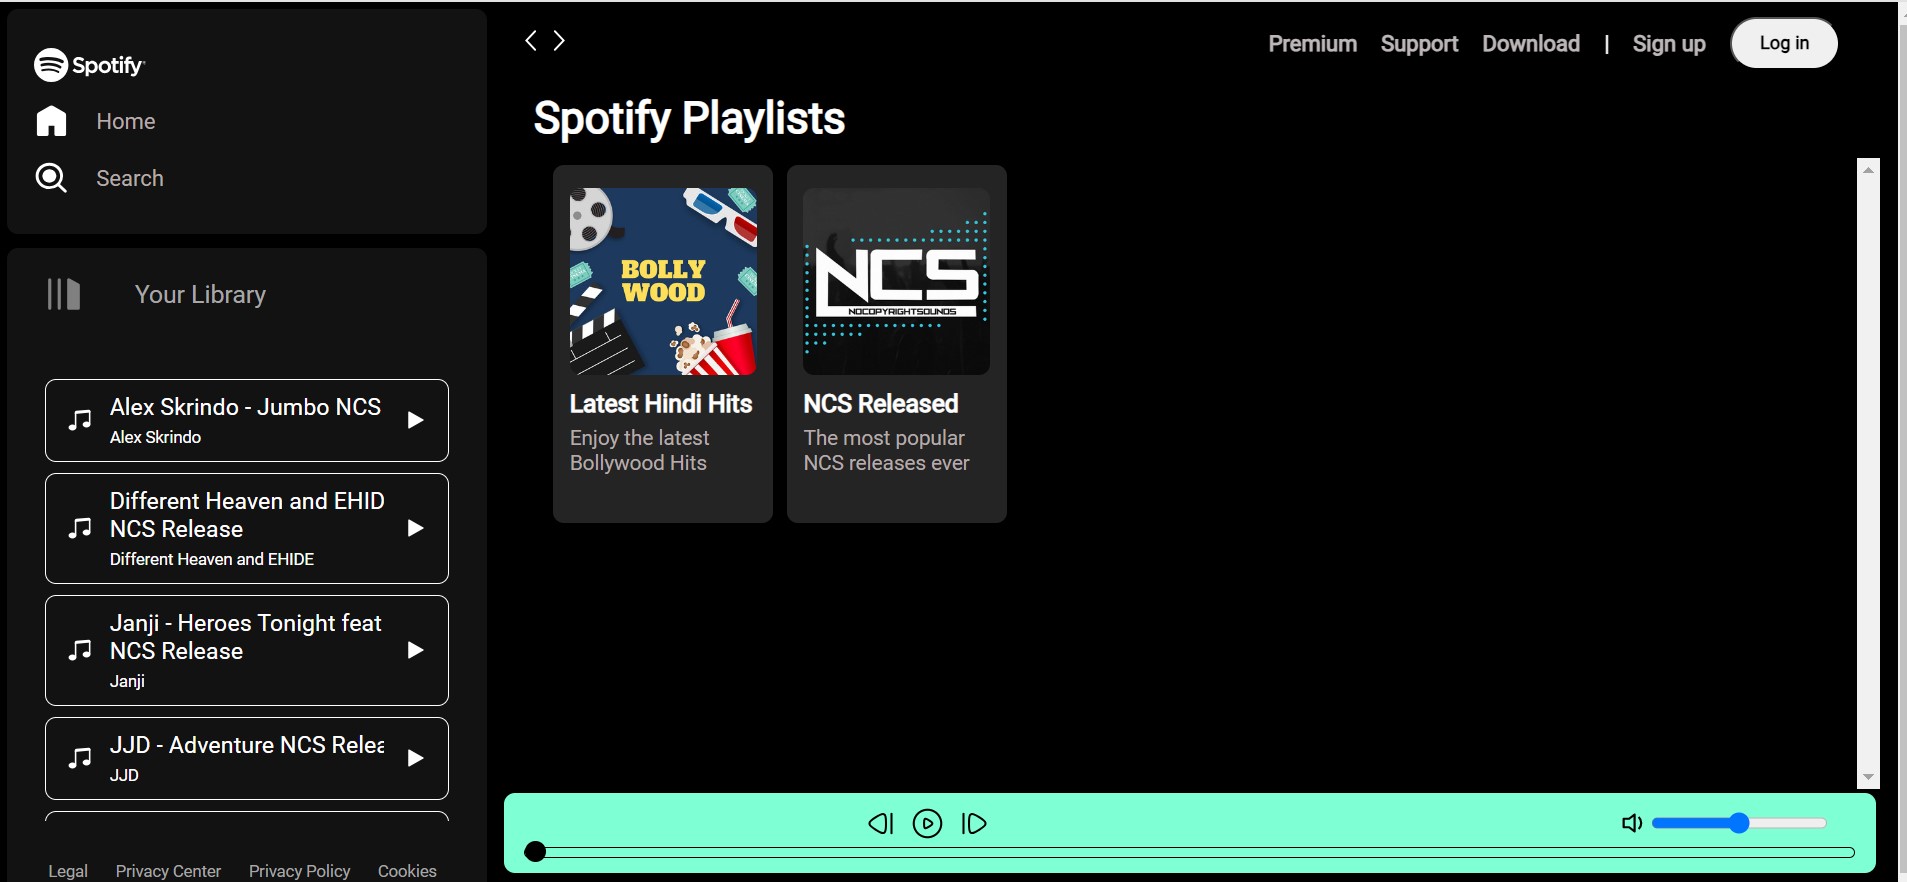 Spotify
Home
Search
Your Library
Alex Skrindo - Jumbo NCS
Alex Skrindo
Different Heaven and EHID
NCS Release
Different Heaven and EHIDE
Janji - Heroes Tonight feat
NCS Release
Janji
JJD - Adventure NCS Relea
JJD
Legal Privacy Center Privacy Policy Cookies
Premium Support Download | Sign up Log in
Spotify Playlists
BOLLY
WOOD
Latest Hindi Hits
Enjoy the latest
Bollywood Hits
NCS
NOCOPYRIGHTSOUNDS
NCS Released
The most popular
NCS releases ever